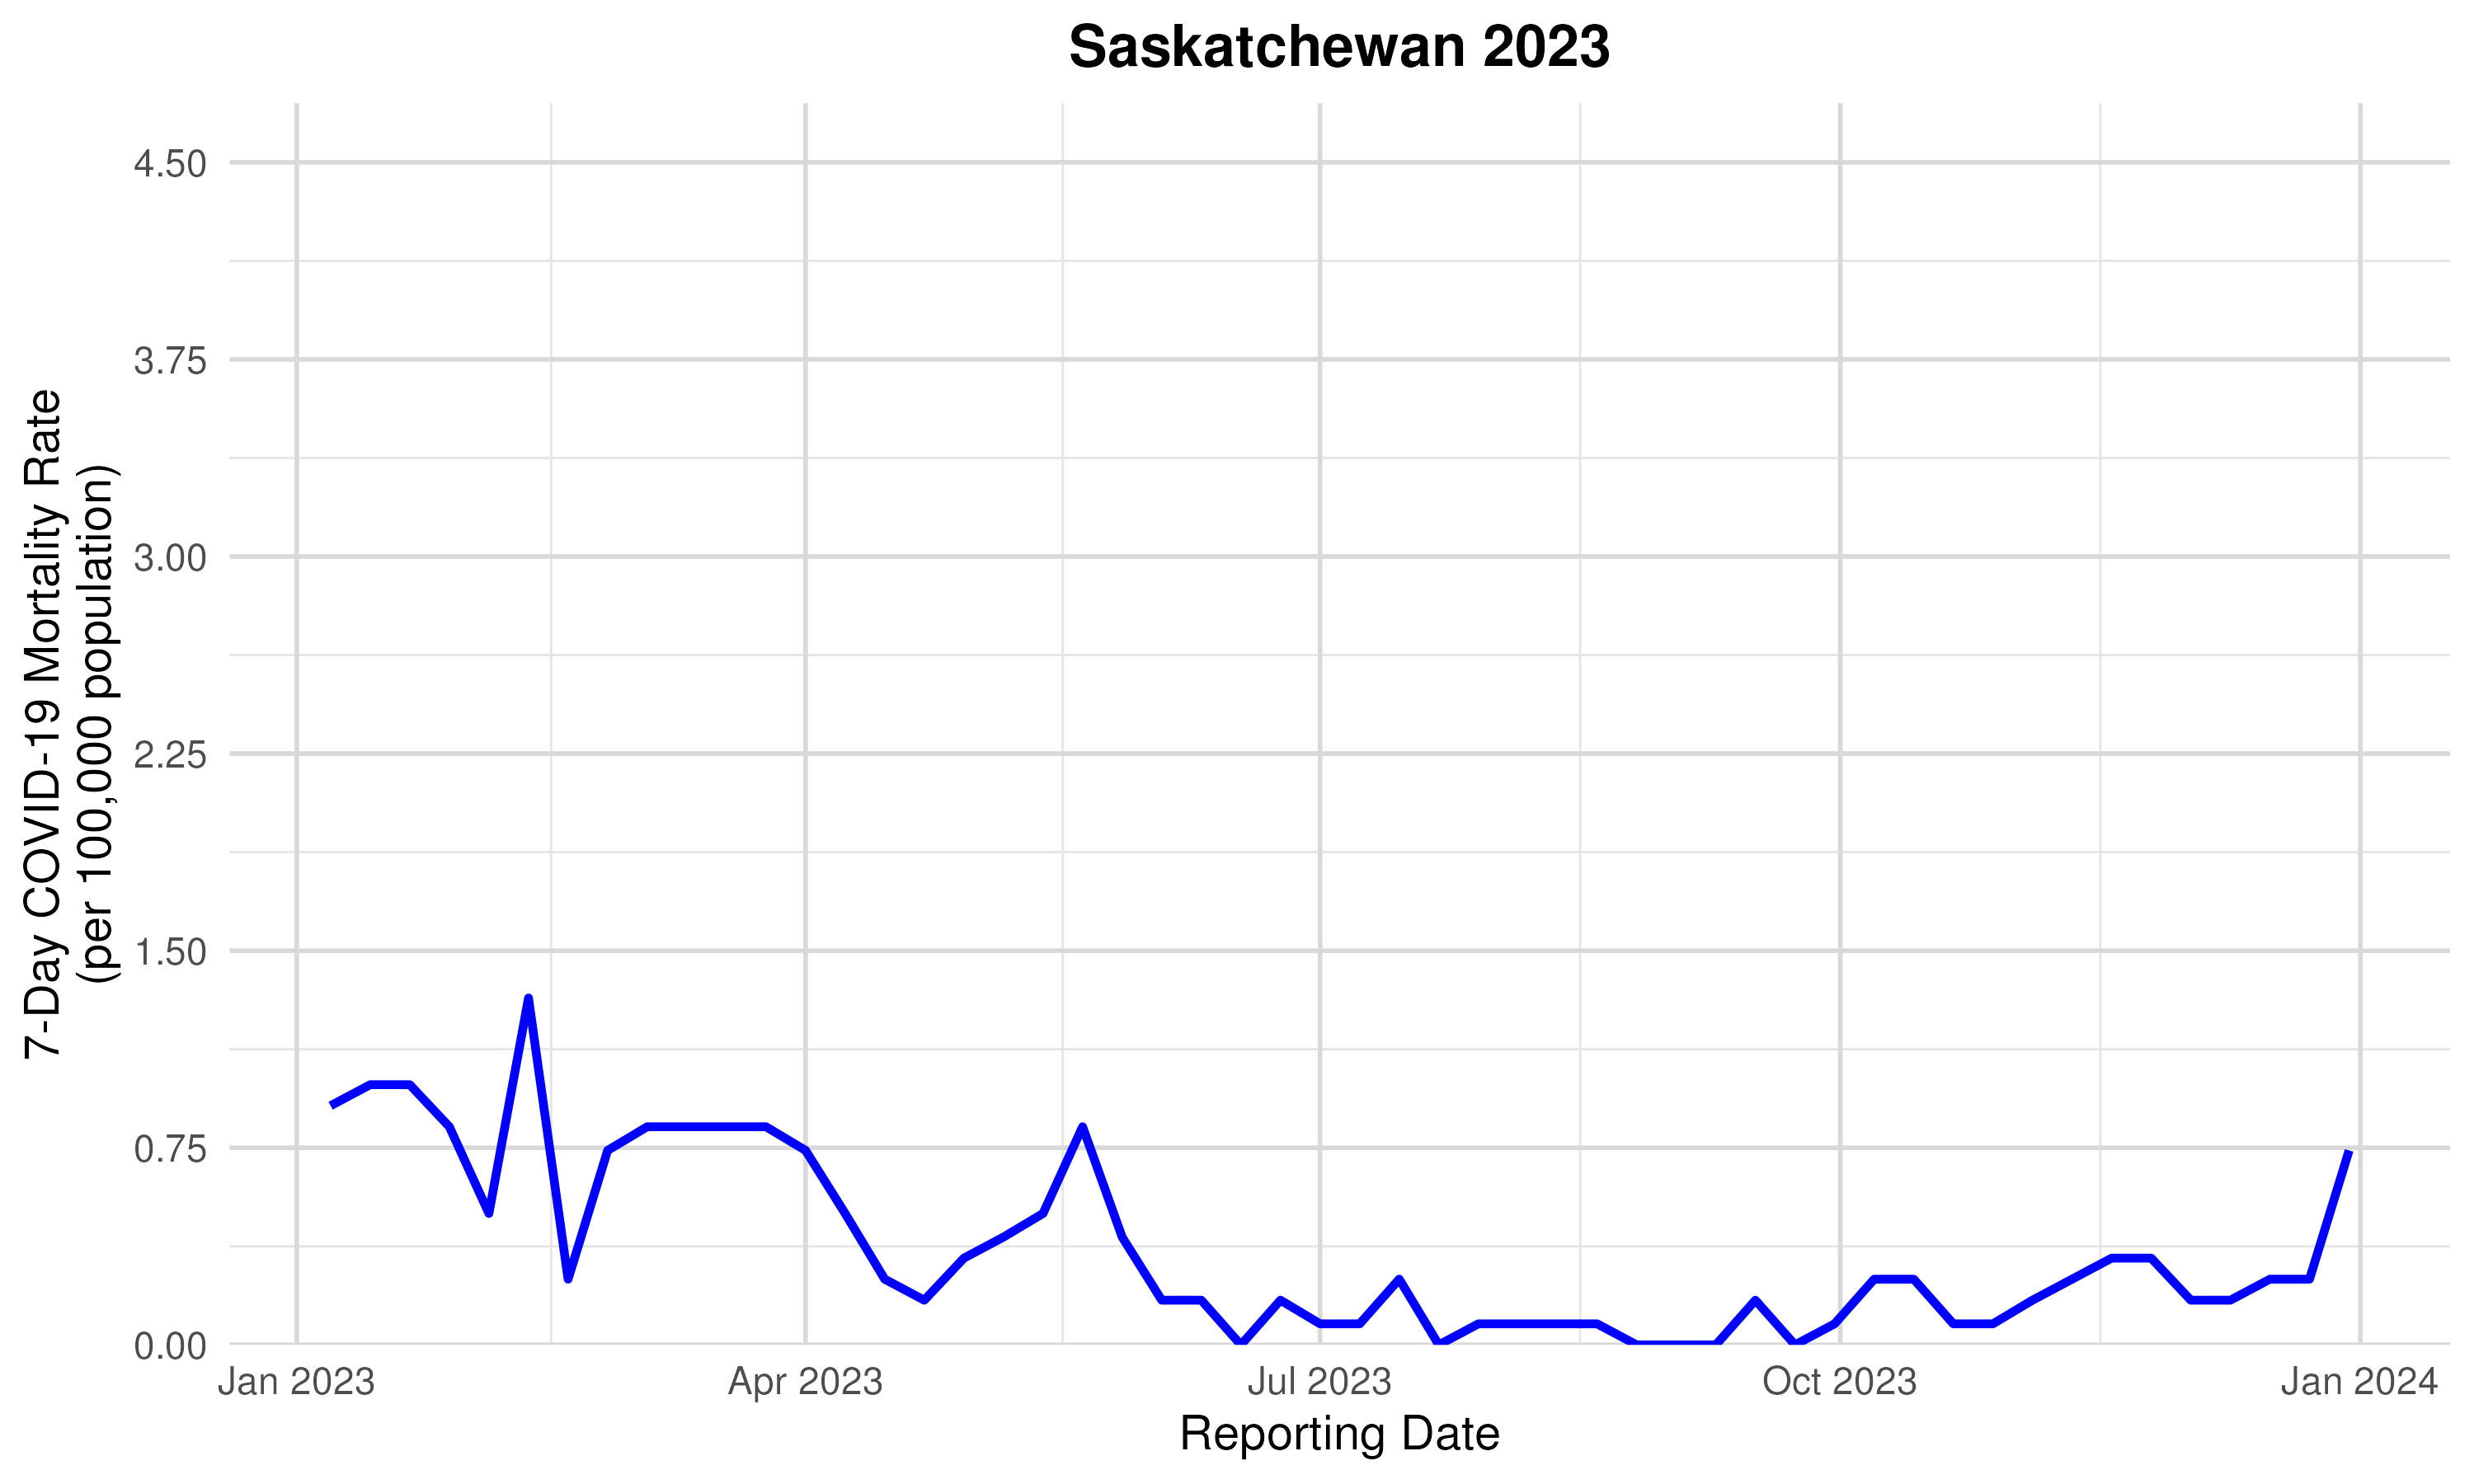 Saskatchewan 2023
7-Day COVID-19 Mortality Rate
(per 100,000 population)
4.50
3.75
3.00
2.25
1.50
0.75
0.00
Jan 2023
Apr 2023
Jul 2023
Oct 2023
Jan 2024
Reporting Date